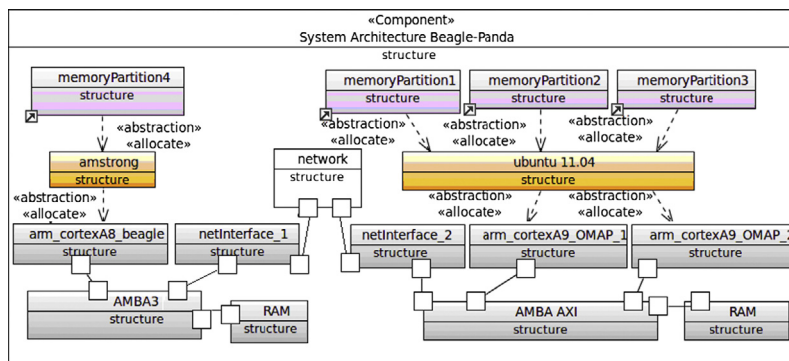 «Component»
System Architecture Beagle-Panda
structure
memoryPartition4
structure
memoryPartition1
structure
memoryPartition2
structure
memoryPartition3
structure
«abstraction»
«allocate»
«abstraction»
«allocate»
«abstraction»
«allocate»
«abstraction»
«allocate»
network
structure
amstrong
structure
ubuntu 11.04
structure
«abstraction»
«allocate»
«abstraction»
«allocate»
«abstraction»
«allocate»
arm_cortexA8_beagle
structure
netInterface_1
structure
netInterface_2
structure
arm_cortexA9_OMAP_1
structure
arm_cortexA9_OMAP_2
structure
AMBA3
structure
RAM
structure
AMBA AXI
structure
RAM
structure